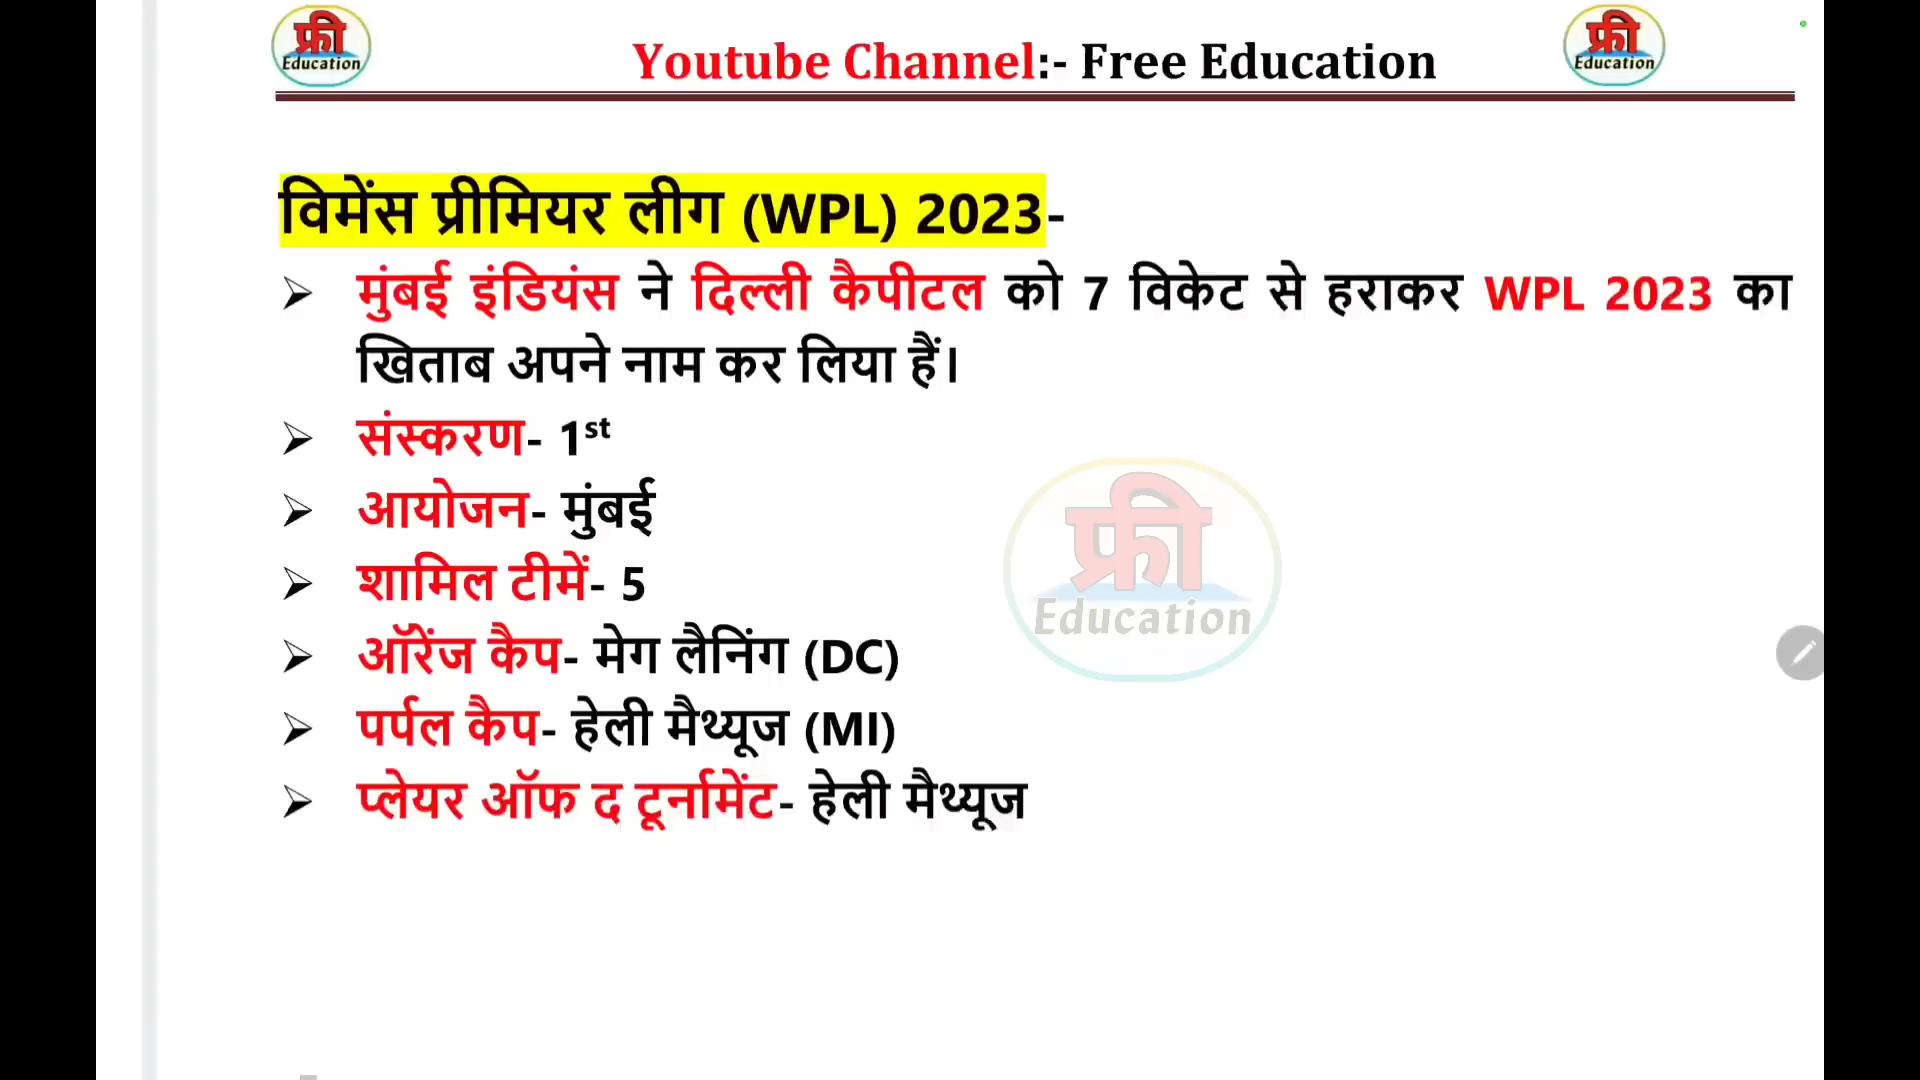 फ्री
Education
Youtube Channel:- Free Education
फ्री
Education
विमेंस प्रीमियर लीग (WPL) 2023-
➢ मुंबई इंडियंस ने दिल्ली कैपीटल को 7 विकेट से हराकर WPL 2023 का
खिताब अपने नाम कर लिया हैं।
➢ संस्करण- 1st
➢ आयोजन- मुंबई
➢ शामिल टीमें- 5
➢ ऑरेंज कैप- मेग लैनिंग (DC)
➢ पर्पल कैप- हेली मैथ्यूज (MI)
➢ प्लेयर ऑफ द टूर्नामेंट- हेली मैथ्यूज
फ्री
Education